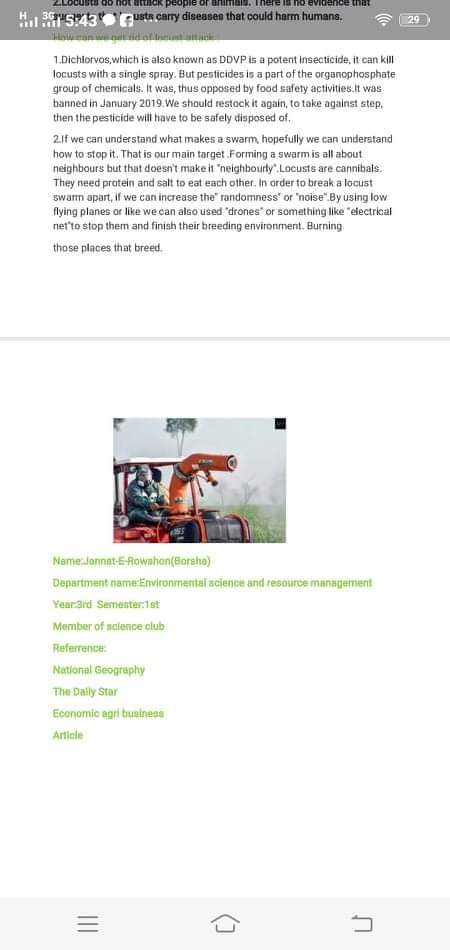 2.Locusts do not attack people or animals. There is no evidence that
locusts carry diseases that could harm humans.
29
How can we get rid of locust attack :
1.Dichlorvos,which is also known as DDVP is a potent insecticide, it can kill
locusts with a single spray. But pesticides is a part of the organophosphate
group of chemicals. It was, thus opposed by food safety activities.It was
banned in January 2019.We should restock it again, to take against step,
then the pesticide will have to be safely disposed of.
2.If we can understand what makes a swarm, hopefully we can understand
how to stop it. That is our main target .Forming a swarm is all about
neighbours but that doesn't make it "neighbourly".Locusts are cannibals.
They need protein and salt to eat each other. In order to break a locust
swarm apart, if we can increase the" randomness" or "noise".By using low
flying planes or like we can also used "drones" or something like "electrical
net"to stop them and finish their breeding environment. Burning
those places that breed.
Name:Jannat-E-Rowshon(Borsha)
Department name:Environmental science and resource management
Year:3rd Semester:1st
Member of science club
Referrence:
National Geography
The Daily Star
Economic agri business
Article